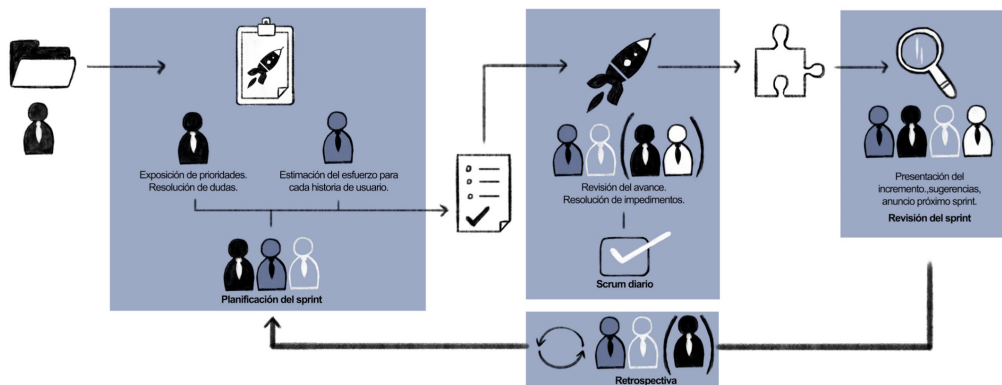 Exposición de prioridades.
Resolución de dudas.
Estimación del esfuerzo para
cada historia de usuario.
Planificación del sprint
Revisión del avance.
Resolución de impedimentos.
Scrum diario
Presentación del
incremento.,sugerencias,
anuncio próximo sprint.
Revisión del sprint
Retrospectiva